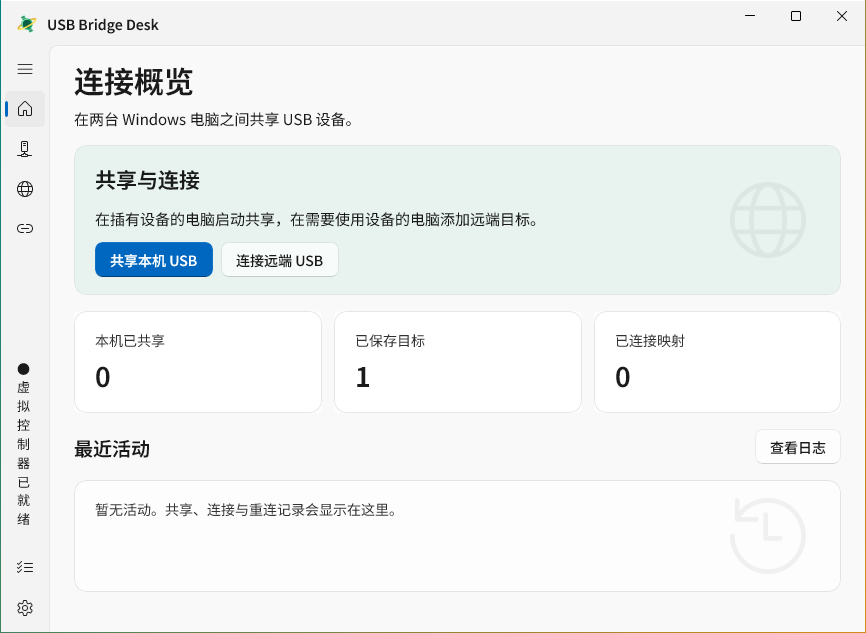 USB Bridge Desk
连接概览
在两台 Windows 电脑之间共享 USB 设备。
共享与连接
在插有设备的电脑启动共享，在需要使用设备的电脑添加远端目标。
共享本机 USB
连接远端 USB
本机已共享
0
已保存目标
1
已连接映射
0
最近活动
查看日志
暂无活动。共享、连接与重连记录会显示在这里。
虚拟控制器已就绪